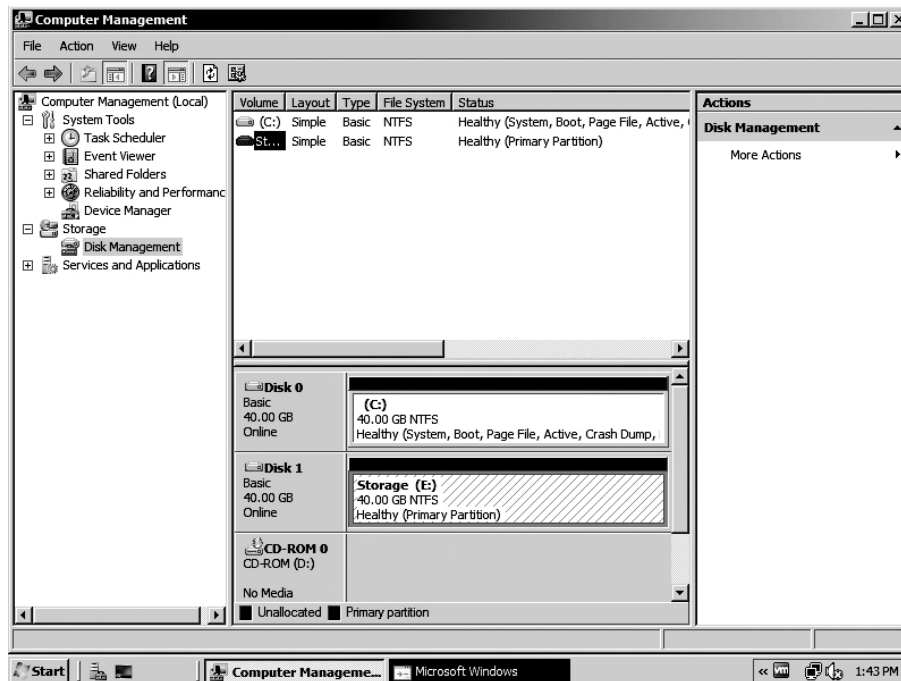 Computer Management
File Action View Help
Computer Management (Local)
System Tools
Task Scheduler
Event Viewer
Shared Folders
Reliability and Performanc
Device Manager
Storage
Disk Management
Services and Applications
Volume Layout Type File System Status
(C:) Simple Basic NTFS Healthy (System, Boot, Page File, Active,
St... Simple Basic NTFS Healthy (Primary Partition)
Disk 0
Basic
40.00 GB
Online
(C:)
40.00 GB NTFS
Healthy (System, Boot, Page File, Active, Crash Dump,
Disk 1
Basic
40.00 GB
Online
Storage (E:)
40.00 GB NTFS
Healthy (Primary Partition)
CD-ROM 0
CD-ROM (D:)
No Media
Unallocated Primary partition
Actions
Disk Management
More Actions
Start Computer Manageme... Microsoft Windows « vm 1:43 PM